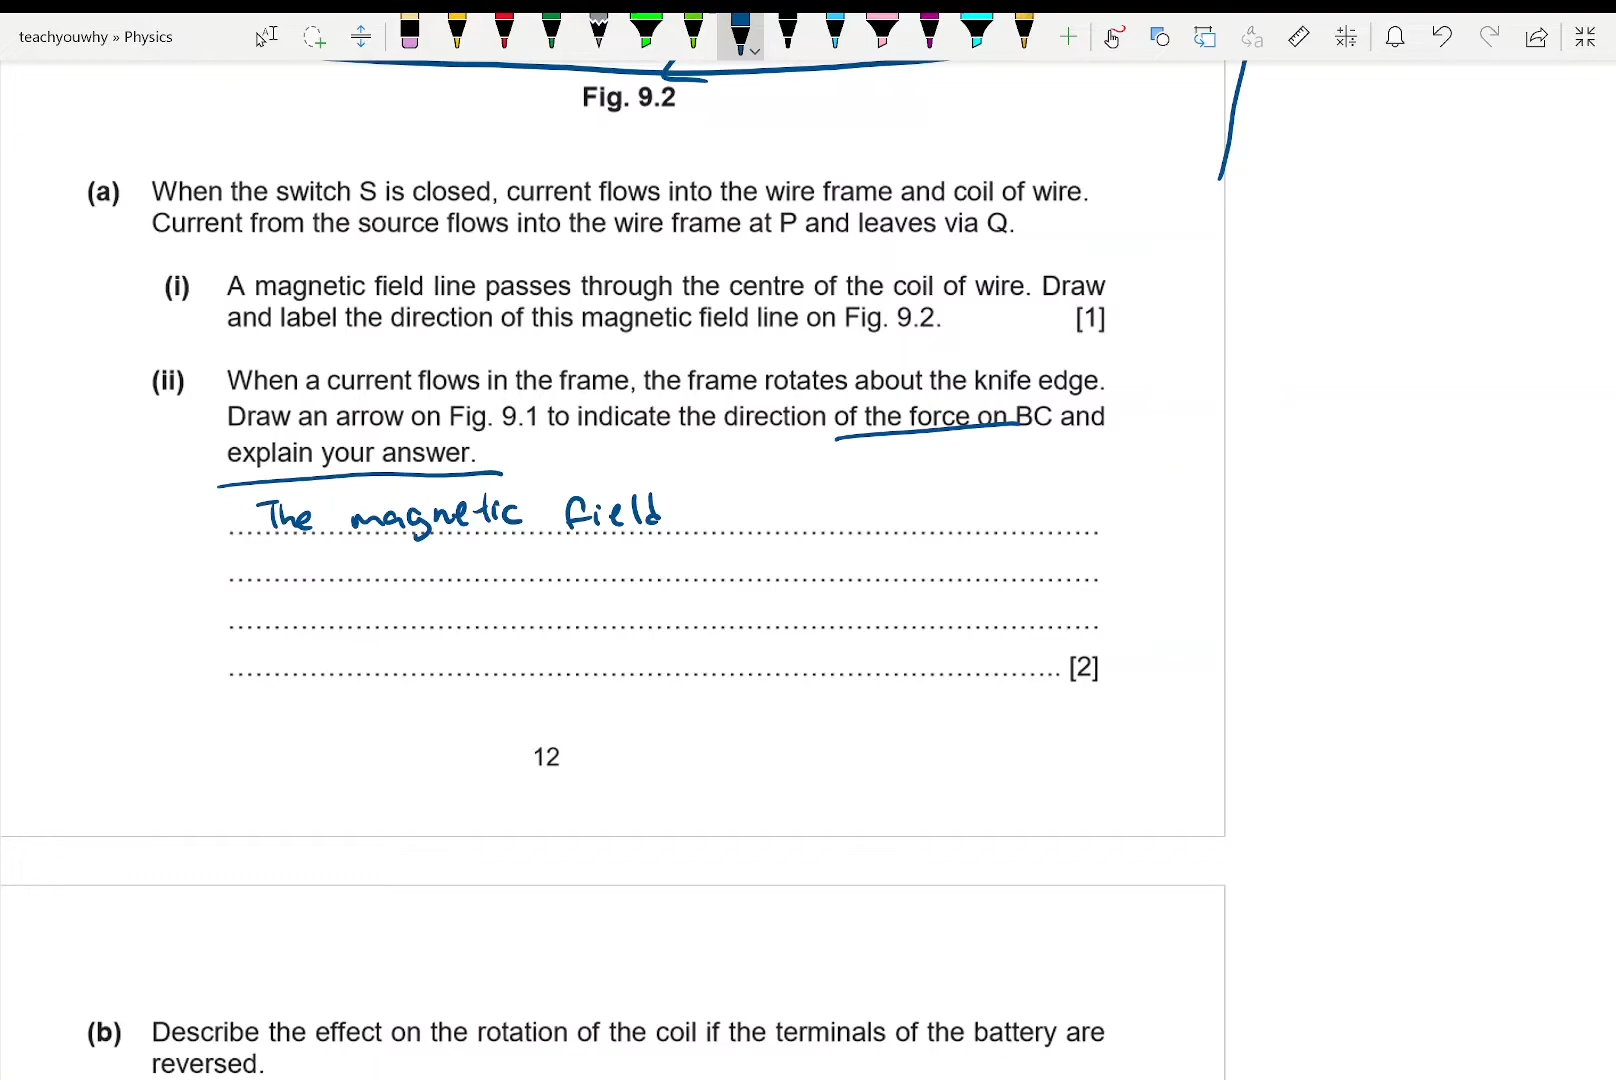 teachyouwhy » Physics
Fig. 9.2
(a) When the switch S is closed, current flows into the wire frame and coil of wire.
Current from the source flows into the wire frame at P and leaves via Q.
(i) A magnetic field line passes through the centre of the coil of wire. Draw
and label the direction of this magnetic field line on Fig. 9.2. [1]
(ii) When a current flows in the frame, the frame rotates about the knife edge.
Draw an arrow on Fig. 9.1 to indicate the direction of the force on BC and
explain your answer.
The magnetic field
[2]
12
(b) Describe the effect on the rotation of the coil if the terminals of the battery are
reversed.